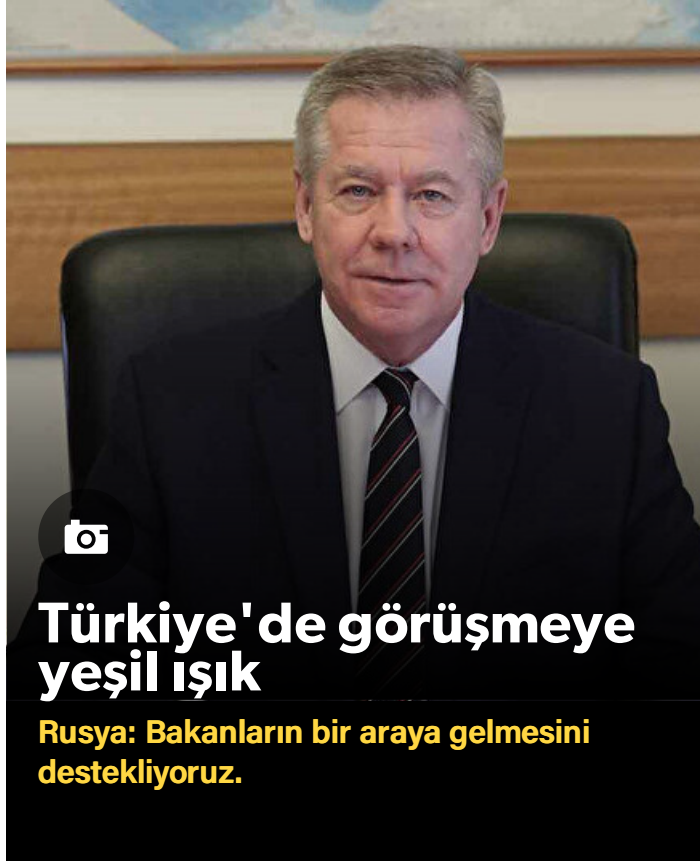 Türkiye'de görüşmeye
yeşil ışık
Rusya: Bakanların bir araya gelmesini
destekliyoruz.